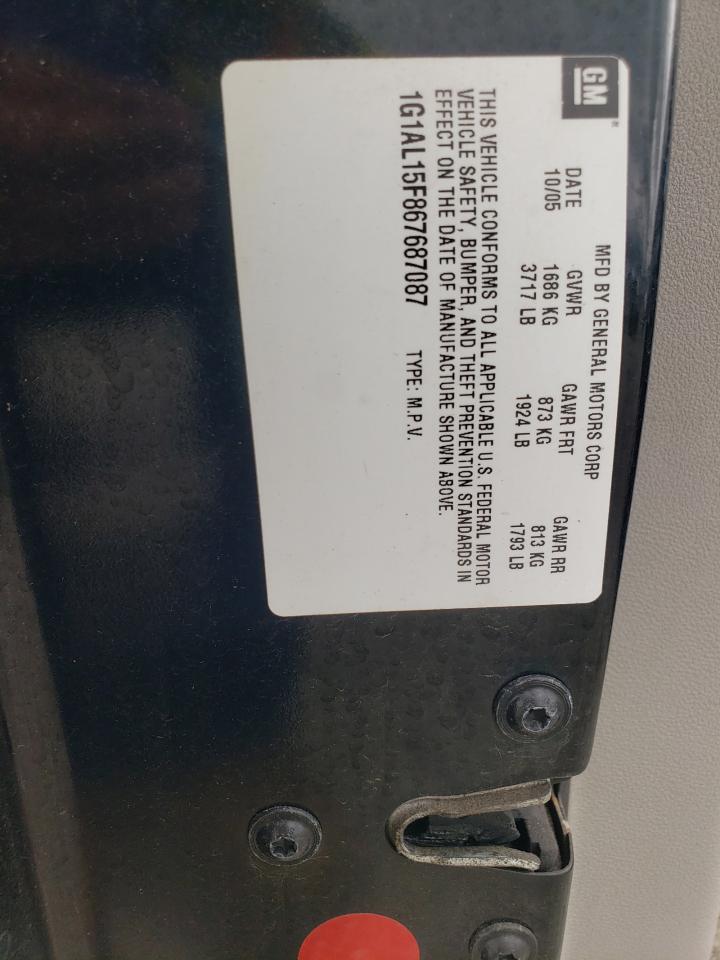 GM®
MFD BY GENERAL MOTORS CORP
DATE GVWR GAWR FRT GAWR RR
10/05 1686 KG 873 KG 813 KG
3717 LB 1924 LB 1793 LB
THIS VEHICLE CONFORMS TO ALL APPLICABLE U.S. FEDERAL MOTOR
VEHICLE SAFETY, BUMPER, AND THEFT PREVENTION STANDARDS IN
EFFECT ON THE DATE OF MANUFACTURE SHOWN ABOVE.
1G1AL15F867687087 TYPE: M.P.V.